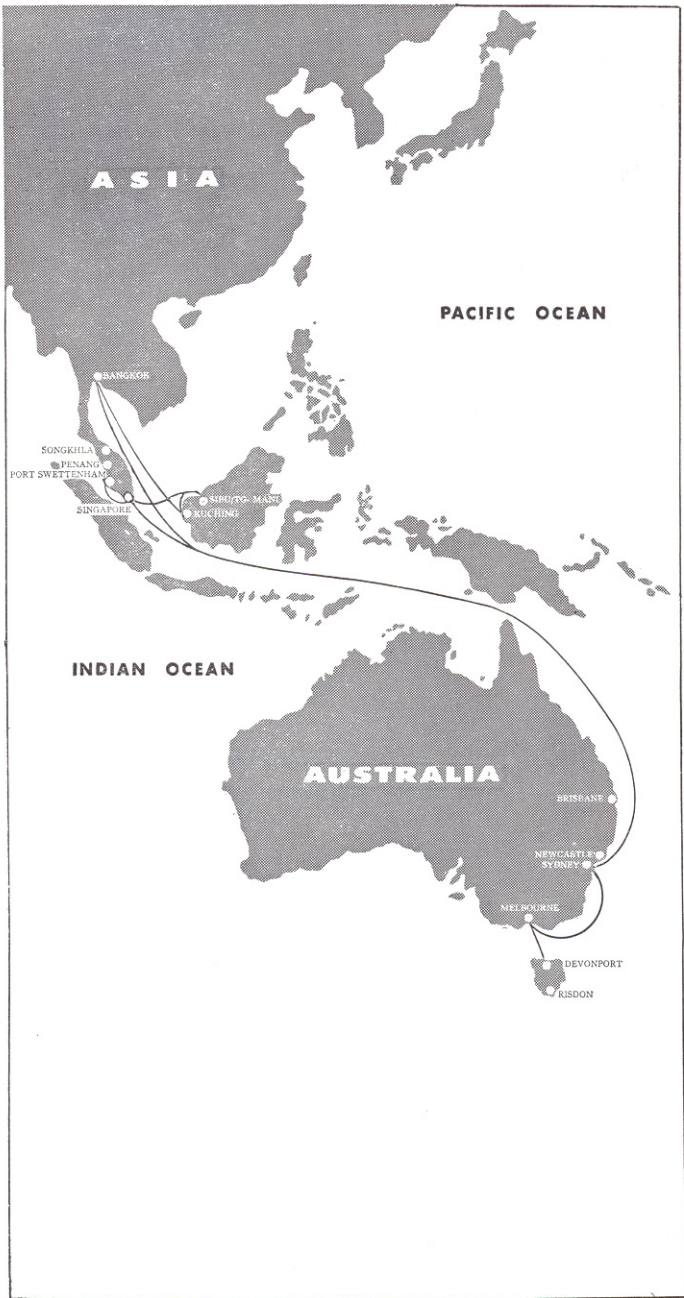 ASIA
PACIFIC OCEAN
BANGKOK
SONGKHLA
PENANG
PORT SWETTENHAM
SIBU/TG- MANI
SINGAPORE
KUCHING
INDIAN OCEAN
AUSTRALIA
BRISBANE
NEWCASTLE
SYDNEY
MELBOURNE
DEVONPORT
RISDON